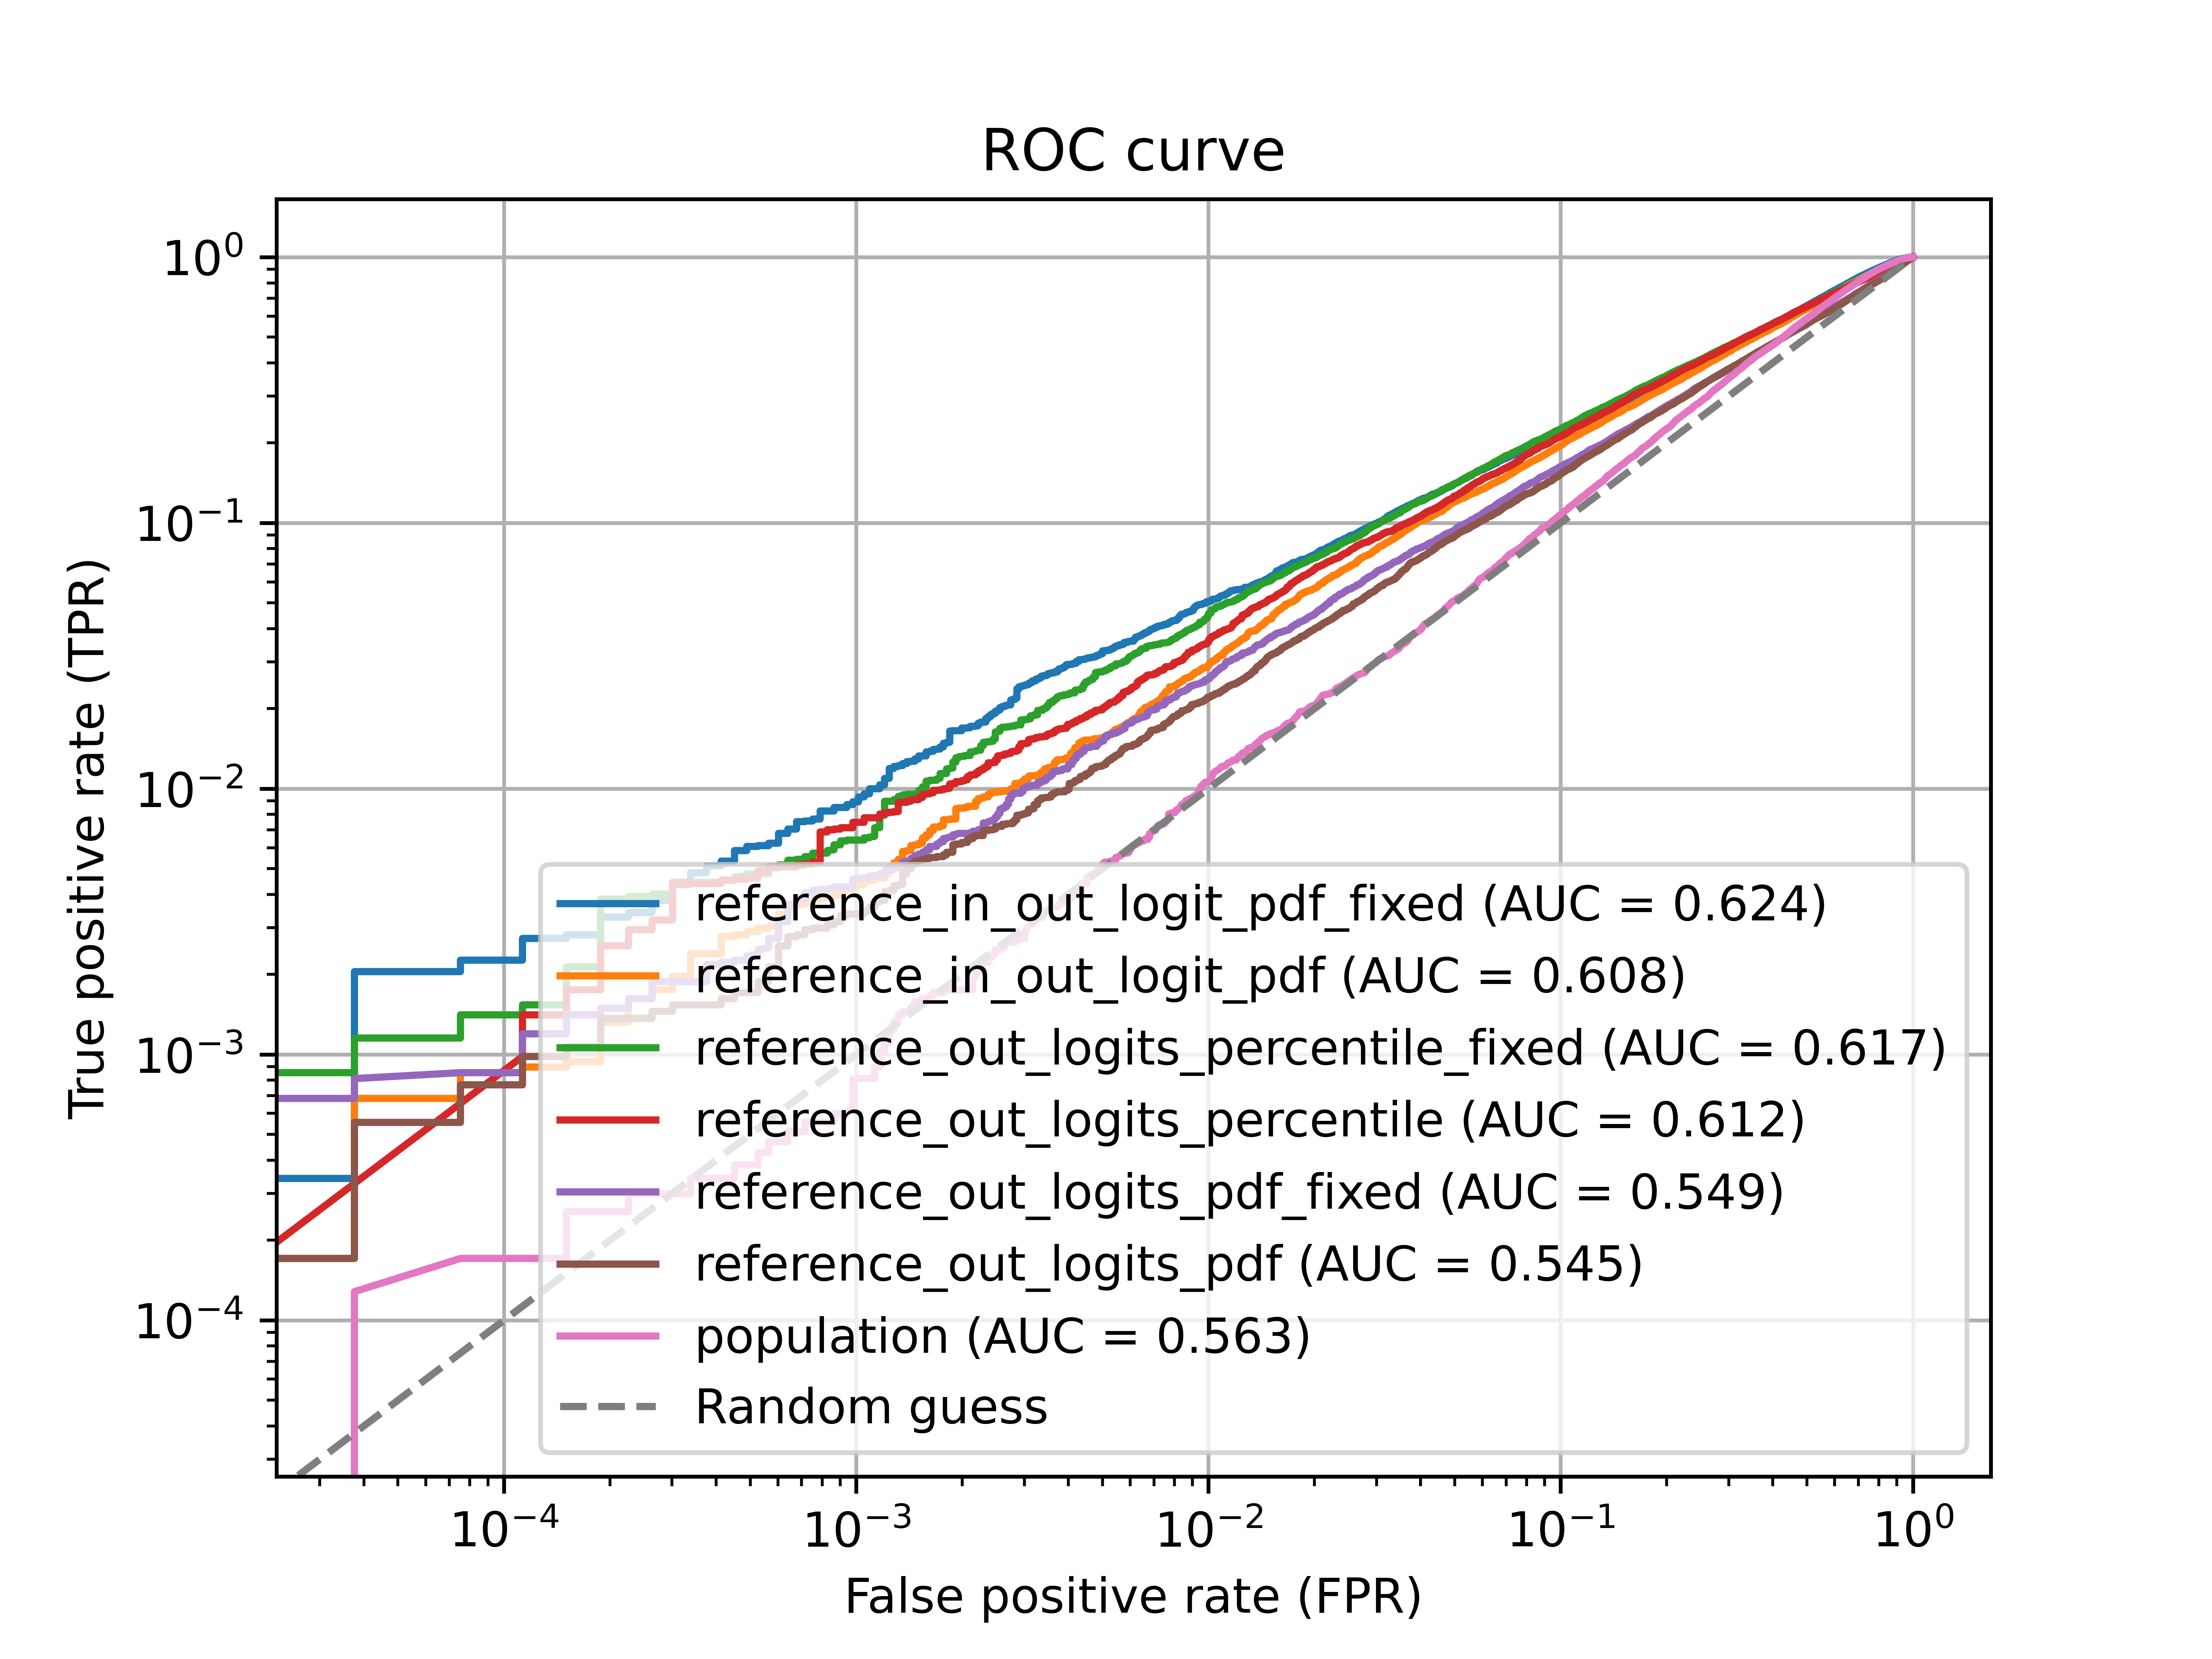 ROC curve
10⁰
10⁻¹
10⁻²
10⁻³
10⁻⁴
True positive rate (TPR)
reference_in_out_logit_pdf_fixed (AUC = 0.624)
reference_in_out_logit_pdf (AUC = 0.608)
reference_out_logits_percentile_fixed (AUC = 0.617)
reference_out_logits_percentile (AUC = 0.612)
reference_out_logits_pdf_fixed (AUC = 0.549)
reference_out_logits_pdf (AUC = 0.545)
population (AUC = 0.563)
Random guess
10⁻⁴ 10⁻³ 10⁻² 10⁻¹ 10⁰
False positive rate (FPR)